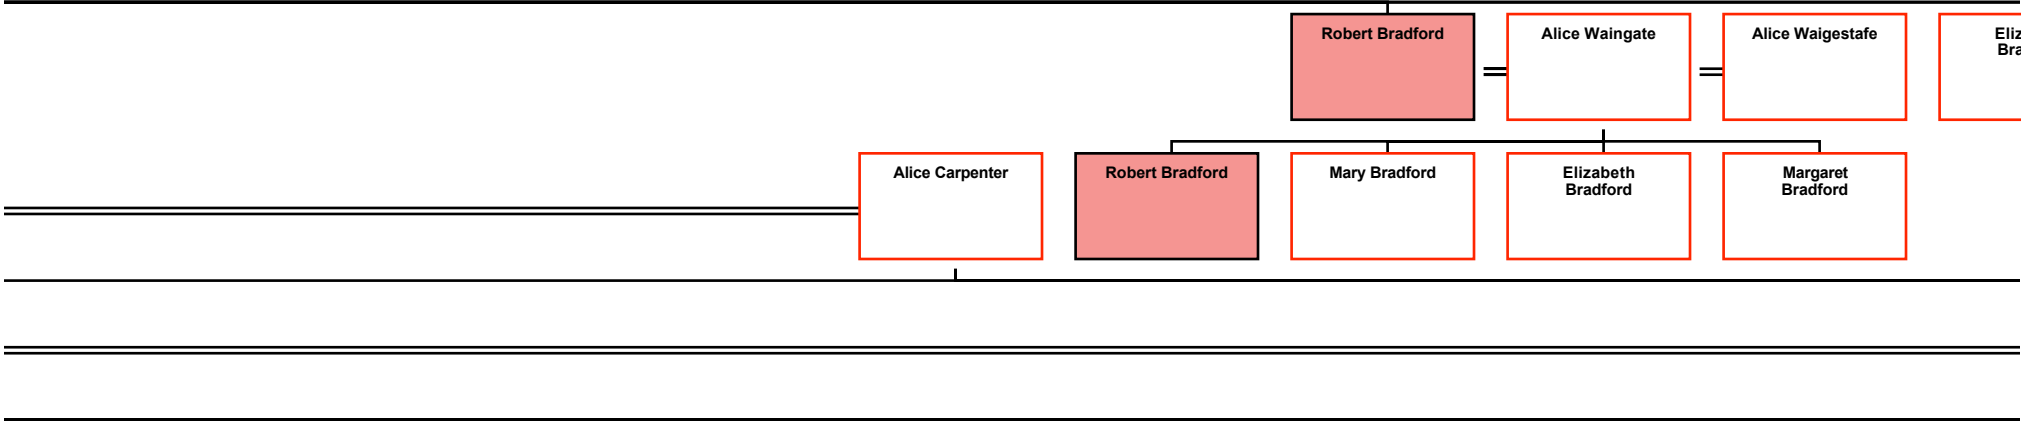 Robert Bradford
Alice Waingate
Alice Waigestafe
Alice Carpenter
Robert Bradford
Mary Bradford
Elizabeth
Bradford
Margaret
Bradford